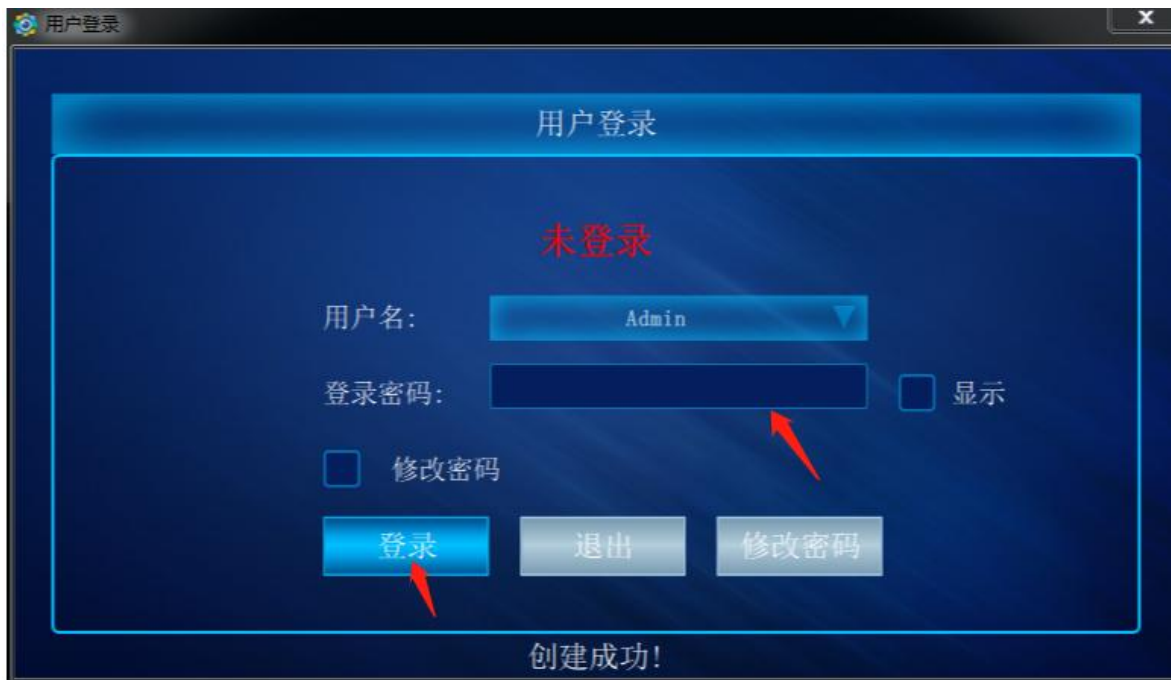 用户登录
X
用户登录
未登录
用户名: Admin
登录密码: 显示
修改密码
登录 退出 修改密码
创建成功!